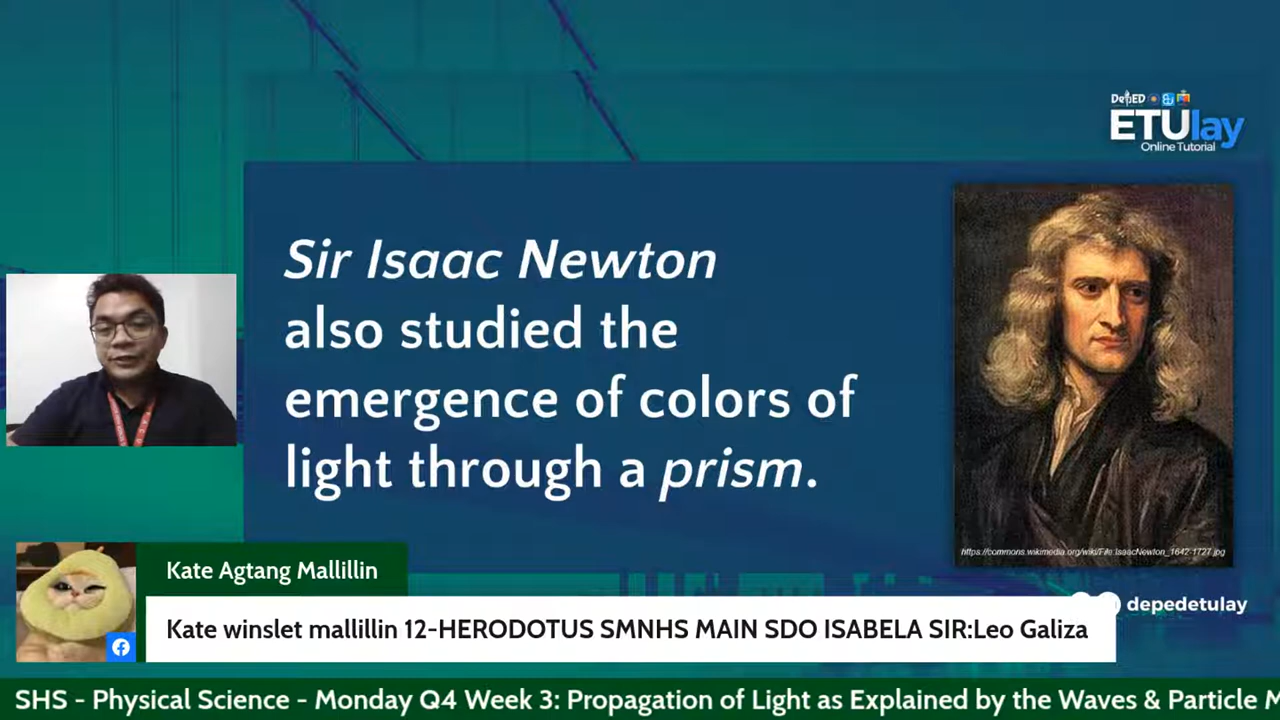 DepED
ETUlay
Online Tutorial
Sir Isaac Newton
also studied the
emergence of colors of
light through a prism.
https://commons.wikimedia.org/wiki/File:IsaacNewton_1642-1727.jpg
depedetulay
Kate Agtang Mallillin
Kate winslet mallillin 12-HERODOTUS SMNHS MAIN SDO ISABELA SIR:Leo Galiza
SHS - Physical Science - Monday Q4 Week 3: Propagation of Light as Explained by the Waves & Particle M